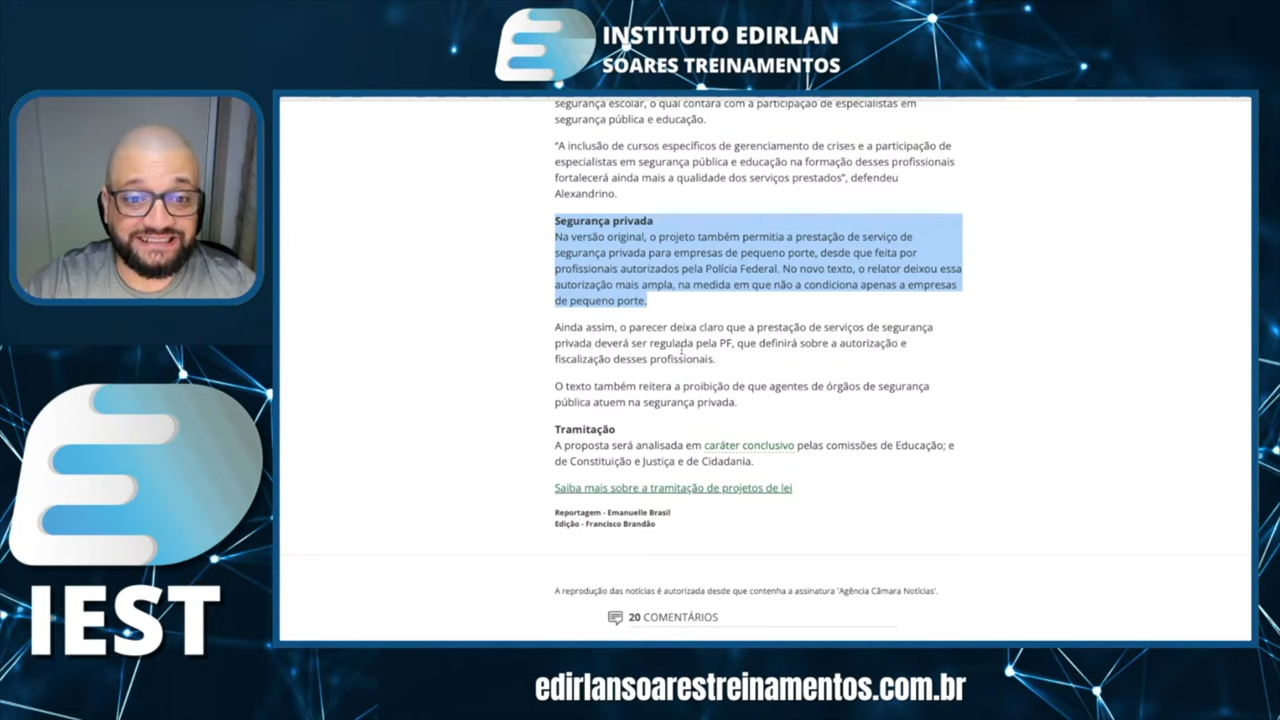 INSTITUTO EDIRLAN
SOARES TREINAMENTOS
segurança escolar, o qual contará com a participação de especialistas em
segurança pública e educação.
“A inclusão de cursos específicos de gerenciamento de crises e a participação de
especialistas em segurança pública e educação na formação desses profissionais
fortalecerá ainda mais a qualidade dos serviços prestados”, defendeu
Alexandrino.
Segurança privada
Na versão original, o projeto também permitia a prestação de serviço de
segurança privada para empresas de pequeno porte, desde que feita por
profissionais autorizados pela Polícia Federal. No novo texto, o relator deixou essa
autorização mais ampla, na medida em que não a condiciona apenas a empresas
de pequeno porte.
Ainda assim, o parecer deixa claro que a prestação de serviços de segurança
privada deverá ser regulada pela PF, que definirá sobre a autorização e
fiscalização desses profissionais.
O texto também reitera a proibição de que agentes de órgãos de segurança
pública atuem na segurança privada.
Tramitação
A proposta será analisada em caráter conclusivo pelas comissões de Educação; e
de Constituição e Justiça e de Cidadania.
Saiba mais sobre a tramitação de projetos de lei
Reportagem - Emanuelle Brasil
Edição - Francisco Brandão
A reprodução das notícias é autorizada desde que contenha a assinatura 'Agência Câmara Notícias'.
20 COMENTÁRIOS
IEST
edirlansoarestreinamentos.com.br